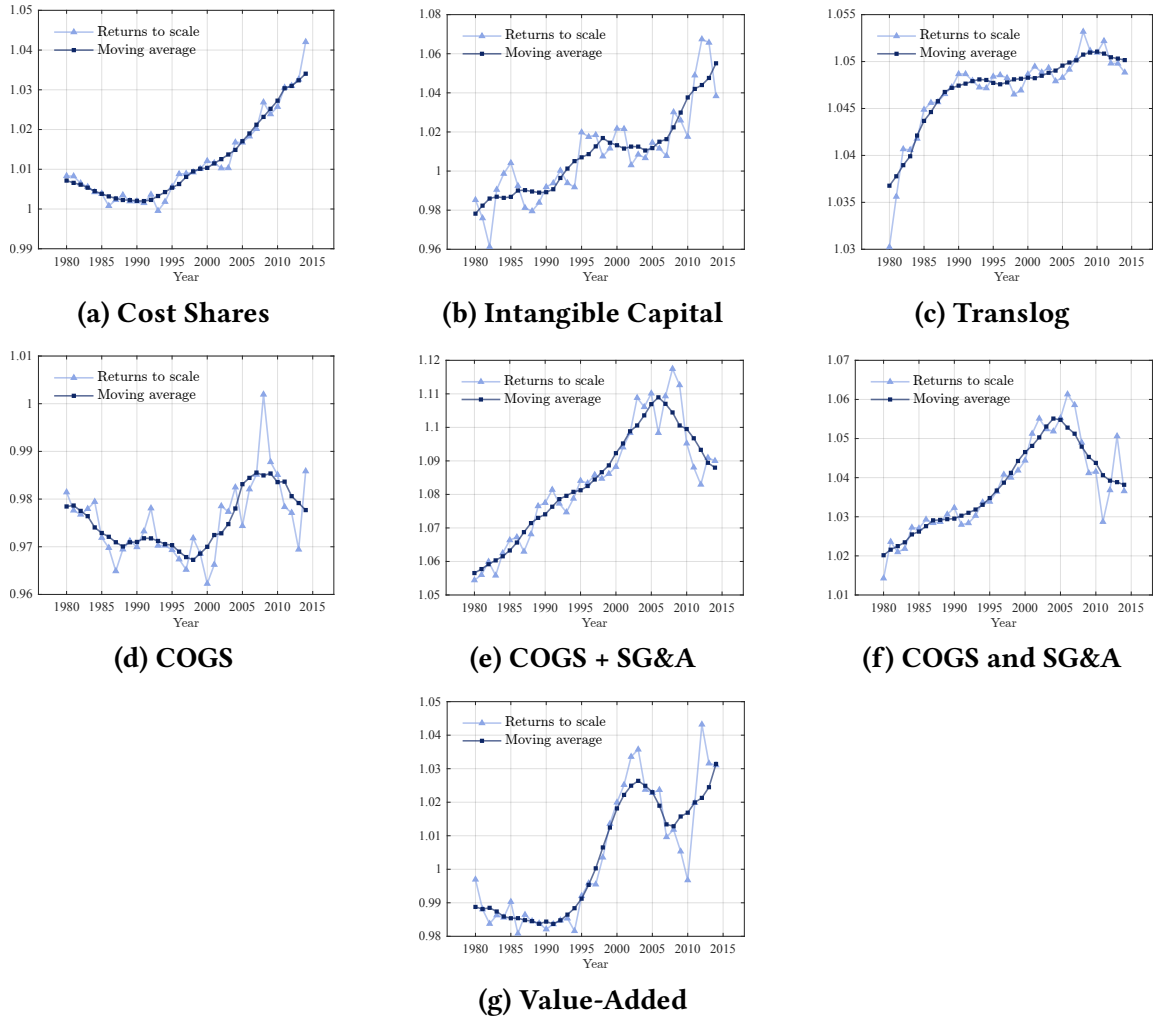 1.05
1.04
1.03
1.02
1.01
1
0.99
Returns to scale
Moving average
1980 1985 1990 1995 2000 2005 2010 2015
Year
(a) Cost Shares
1.08
1.06
1.04
1.02
1
0.98
0.96
Returns to scale
Moving average
1980 1985 1990 1995 2000 2005 2010 2015
Year
(b) Intangible Capital
1.055
1.05
1.045
1.04
1.035
1.03
Returns to scale
Moving average
1980 1985 1990 1995 2000 2005 2010 2015
Year
(c) Translog
1.01
1
0.99
0.98
0.97
0.96
Returns to scale
Moving average
1980 1985 1990 1995 2000 2005 2010 2015
Year
(d) COGS
1.12
1.11
1.1
1.09
1.08
1.07
1.06
1.05
Returns to scale
Moving average
1980 1985 1990 1995 2000 2005 2010 2015
Year
(e) COGS + SG&A
1.07
1.06
1.05
1.04
1.03
1.02
1.01
Returns to scale
Moving average
1980 1985 1990 1995 2000 2005 2010 2015
Year
(f) COGS and SG&A
1.05
1.04
1.03
1.02
1.01
1
0.99
0.98
Returns to scale
Moving average
1980 1985 1990 1995 2000 2005 2010 2015
Year
(g) Value-Added